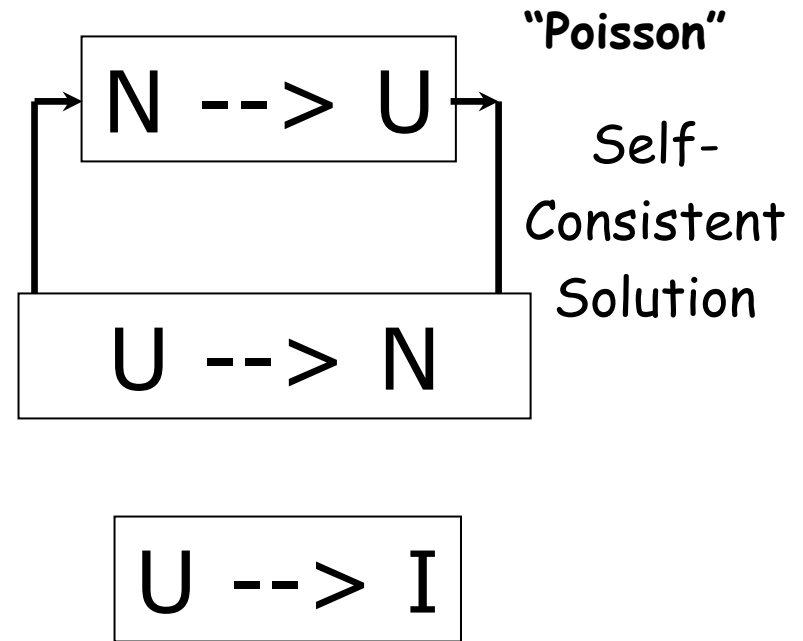 “Poisson”
N --> U
Self-
Consistent
Solution
U --> N
U --> I